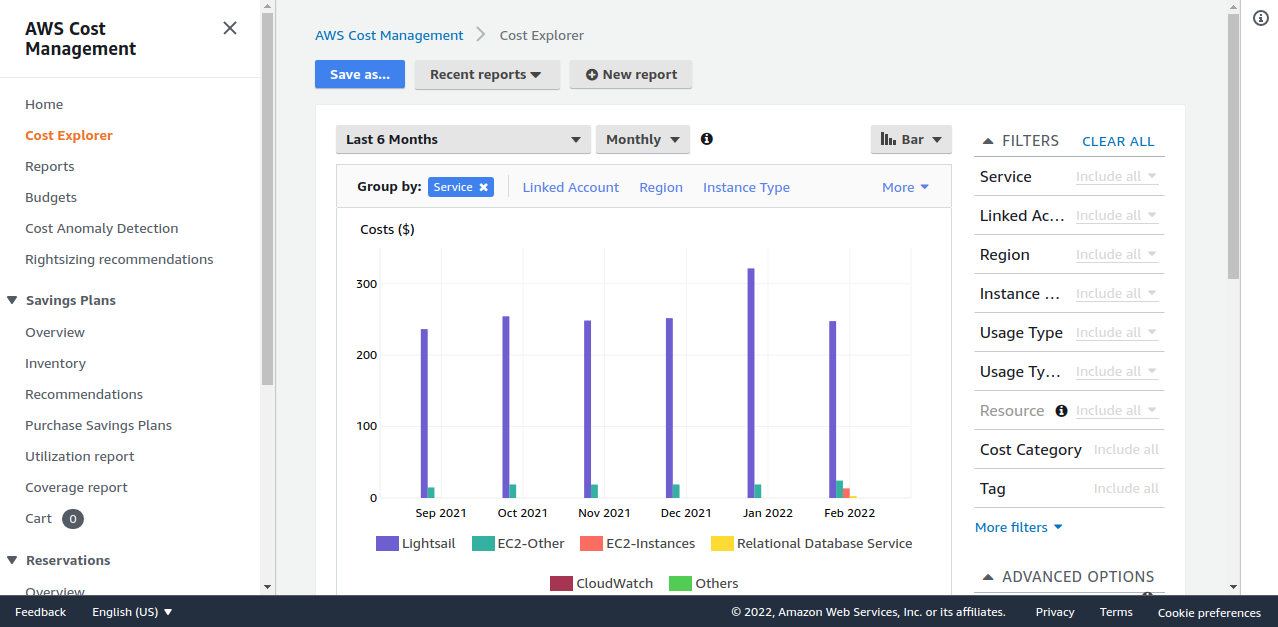 AWS Cost
Management
Home
Cost Explorer
Reports
Budgets
Cost Anomaly Detection
Rightsizing recommendations
Savings Plans
Overview
Inventory
Recommendations
Purchase Savings Plans
Utilization report
Coverage report
Cart 0
Reservations
Overview
AWS Cost Management > Cost Explorer
Save as...
Recent reports
New report
Last 6 Months
Monthly
Bar
Group by: Service
Linked Account
Region
Instance Type
More
Costs ($)
300
200
100
0
Sep 2021
Oct 2021
Nov 2021
Dec 2021
Jan 2022
Feb 2022
Lightsail
EC2-Other
EC2-Instances
Relational Database Service
CloudWatch
Others
FILTERS
CLEAR ALL
Service Include all
Linked Ac... Include all
Region Include all
Instance ... Include all
Usage Type Include all
Usage Ty... Include all
Resource Include all
Cost Category Include all
Tag Include all
More filters
ADVANCED OPTIONS
Feedback
English (US)
© 2022, Amazon Web Services, Inc. or its affiliates.
Privacy
Terms
Cookie preferences